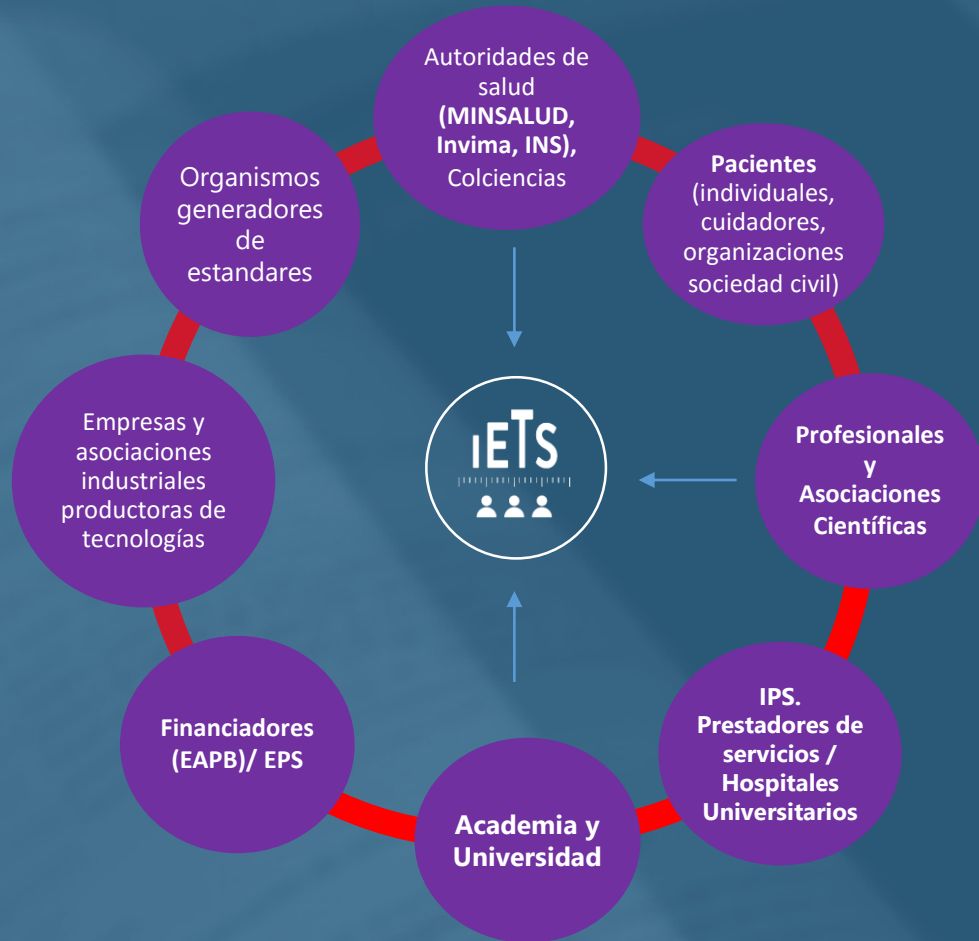 Autoridades de
salud
(MINSALUD,
Invima, INS),
Colciencias
Pacientes
(individuales,
cuidadores,
organizaciones
sociedad civil)
Profesionales
y
Asociaciones
Científicas
IPS.
Prestadores de
servicios /
Hospitales
Universitarios
Academia y
Universidad
Financiadores
(EAPB)/ EPS
Empresas y
asociaciones
industriales
productoras de
tecnologías
Organismos
generadores
de
estandares
IETS